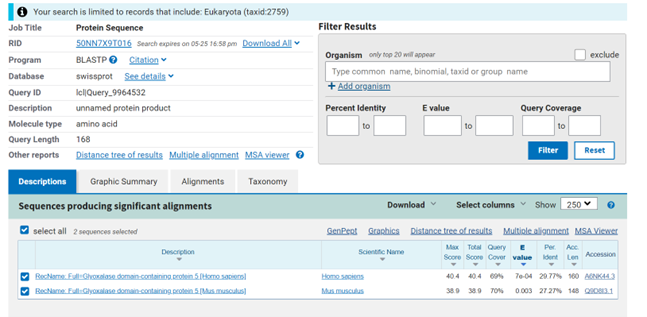 Your search is limited to records that include: Eukaryota (taxid:2759)
Job Title Protein Sequence
RID 50NN7X9T016 Search expires on 05-25 16:58 pm Download All
Program BLASTP Citation
Database swissprot See details
Query ID lcl|Query_9964532
Description unnamed protein product
Molecule type amino acid
Query Length 168
Other reports Distance tree of results Multiple alignment MSA viewer
Filter Results
Organism only top 20 will appear exclude
Type common name, binomial, taxid or group name
+ Add organism
Percent Identity E value Query Coverage
to to to
Filter Reset
Descriptions Graphic Summary Alignments Taxonomy
Sequences producing significant alignments Download Select columns Show 250
select all 2 sequences selected GenPept Graphics Distance tree of results Multiple alignment MSA Viewer
Description Scientific Name Max Score Total Score Query Cover E value Per. Ident Acc. Len Accession
RecName: Full=Glyoxalase domain-containing protein 5 [Homo sapiens] Homo sapiens 40.4 40.4 69% 7e-04 29.77% 160 A6NK44.3
RecName: Full=Glyoxalase domain-containing protein 5 [Mus musculus] Mus musculus 38.9 38.9 70% 0.003 27.27% 148 Q9D8I3.1